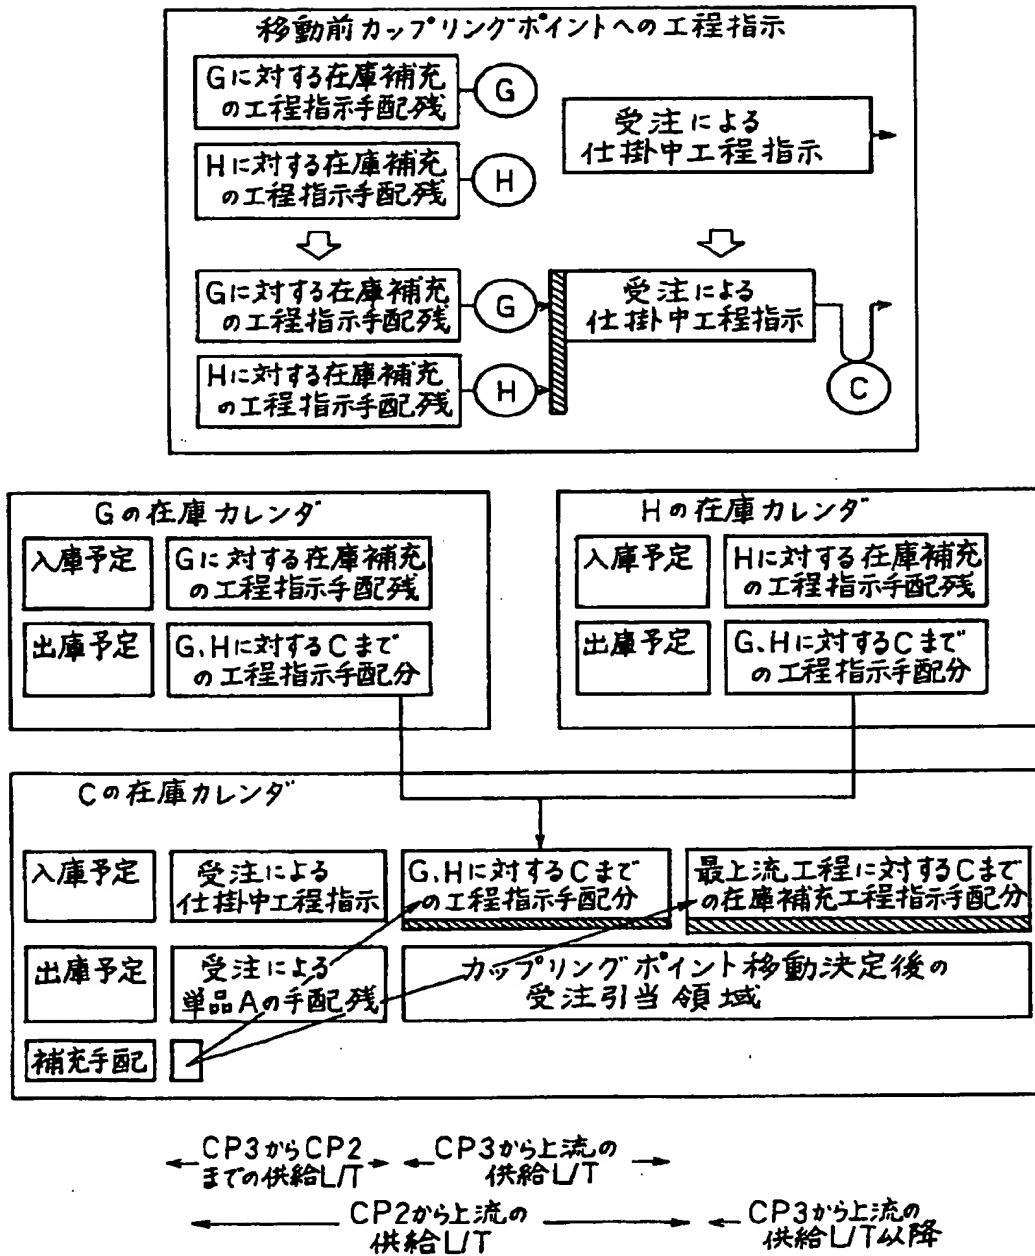 移動前カップリングポイントへの工程指示
Gに対する在庫補充
の工程指示手配残
G
受注による
仕掛中工程指示
Hに対する在庫補充
の工程指示手配残
H
Gに対する在庫補充
の工程指示手配残
G
受注による
仕掛中工程指示
Hに対する在庫補充
の工程指示手配残
H
C
Gの在庫カレンダ
入庫予定
Gに対する在庫補充
の工程指示手配残
出庫予定
G.Hに対するCまで
の工程指示手配分
Hの在庫カレンダ
入庫予定
Hに対する在庫補充
の工程指示手配残
出庫予定
G.Hに対するCまで
の工程指示手配分
Cの在庫カレンダ
入庫予定
受注による
仕掛中工程指示
G.Hに対するCまで
の工程指示手配分
最上流工程に対するCまで
の在庫補充工程指示手配分
出庫予定
受注による
単品Aの手配残
カップリングポイント移動決定後の
受注引当領域
補充手配
CP3からCP2
までの供給L/T
CP3から上流の
供給L/T
CP2から上流の
供給L/T
CP3から上流の
供給L/T以降